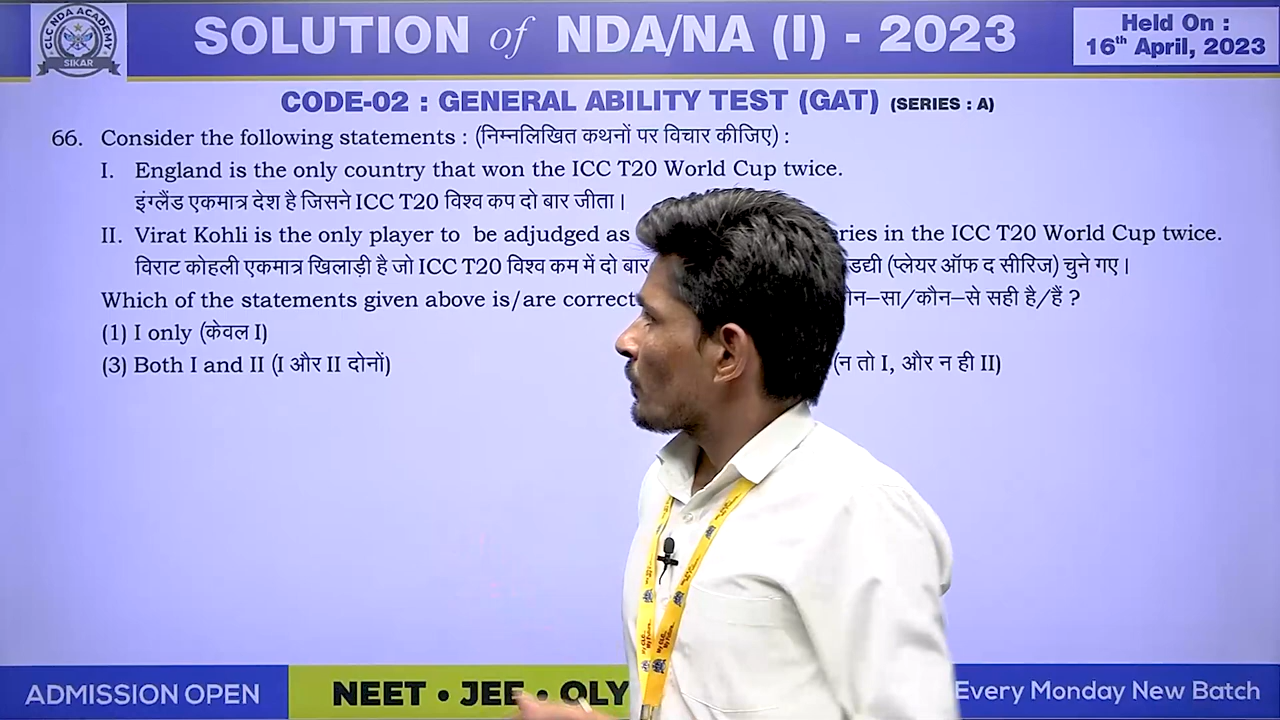 CLC NDA ACADEMY
SIKAR
SOLUTION of NDA/NA (I) - 2023
Held On :
16th April, 2023
CODE-02 : GENERAL ABILITY TEST (GAT) (SERIES : A)
66. Consider the following statements : (निम्नलिखित कथनों पर विचार कीजिए) :
I. England is the only country that won the ICC T20 World Cup twice.
इंग्लैंड एकमात्र देश है जिसने ICC T20 विश्व कप दो बार जीता।
II. Virat Kohli is the only player to be adjudged as eries in the ICC T20 World Cup twice.
विराट कोहली एकमात्र खिलाड़ी है जो ICC T20 विश्व कम में दो बार डद्यी (प्लेयर ऑफ द सीरिज) चुने गए।
Which of the statements given above is/are correct न–सा/कौन–से सही है/हैं ?
(1) I only (केवल I)
(3) Both I and II (I और II दोनों) (न तो I, और न ही II)
ADMISSION OPEN
NEET • JEE • OLY
Every Monday New Batch